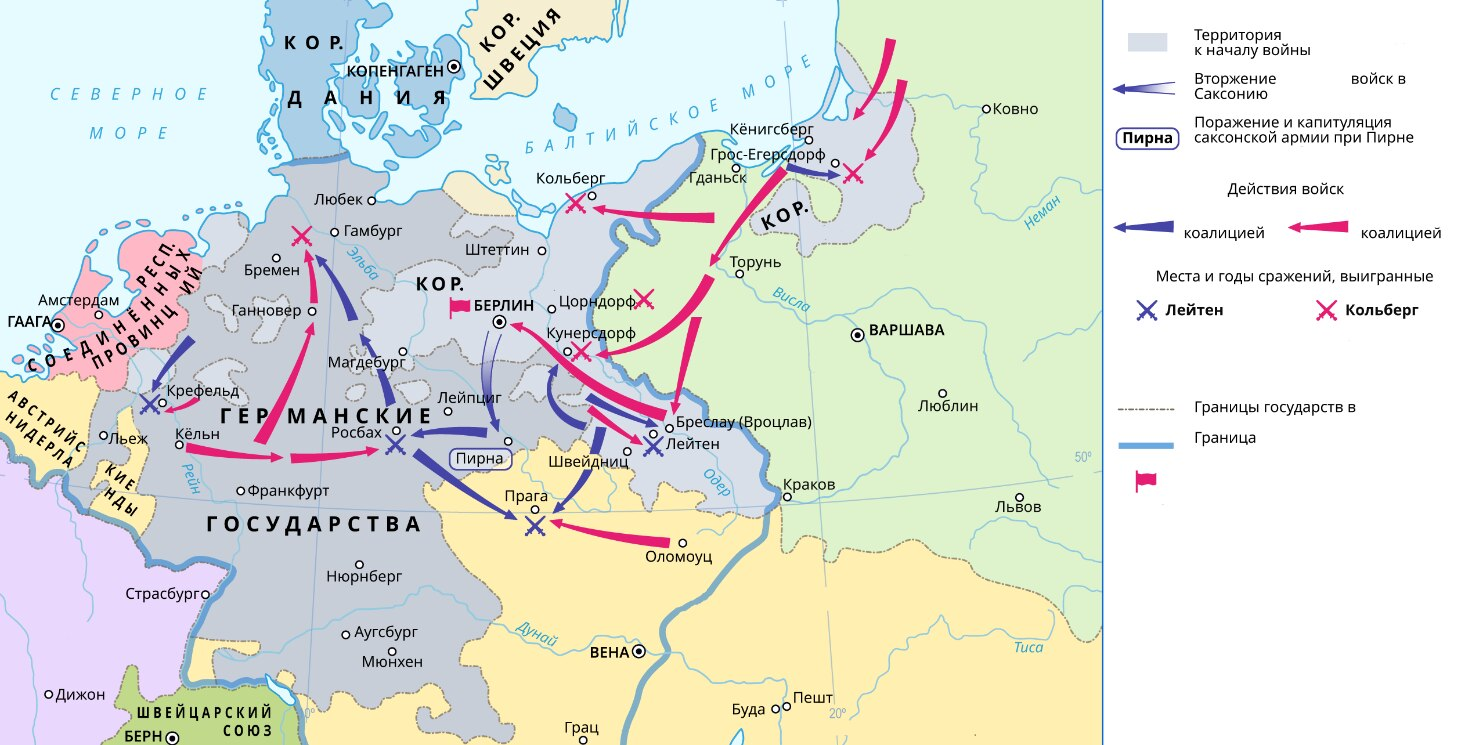 КОР.
ШВЕЦИЯ
КОР.
КОПЕНГАГЕН
ДАНИЯ
СЕВЕРНОЕ
МОРЕ
БАЛТИЙСКОЕ МОРЕ
Ковно
Кёнигсберг
Грос-Егерсдорф
Гданьск
Кольберг
КОР.
Неман
Любек
Гамбург
Штеттин
Эльба
Бремен
РЕСП.
СОЕДИНЁННЫХ
ПРОВИНЦИЙ
Торунь
КОР.
Висла
Амстердам
ГААГА
Ганновер
БЕРЛИН
Цорндорф
Кунерсдорф
ВАРШАВА
Магдебург
Крефельд
Лейпциг
Люблин
АВСТРИЙС
НИДЕРЛА
КИЕ
НДЫ
ГЕРМАНСКИЕ
Бреслау (Вроцлав)
Льеж
Кёльн
Росбах
Лейтен
Пирна
Швейдниц
Рейн
Одер
Франкфурт
Прага
Краков
50°
Львов
ГОСУДАРСТВА
Оломоуц
Нюрнберг
Страсбург
Аугсбург
Дунай
ВЕНА
Тиса
Мюнхен
Дижон
Пешт
Буда
ШВЕЙЦАРСКИЙ
СОЮЗ
БЕРН
0°
20°
Грац
Территория
к началу войны
Вторжение войск в
Саксонию
Пирна
Поражение и капитуляция
саксонской армии при Пирне
Действия войск
коалицией
коалицией
Места и годы сражений, выигранные
Лейтен
Кольберг
Границы государств в
Граница